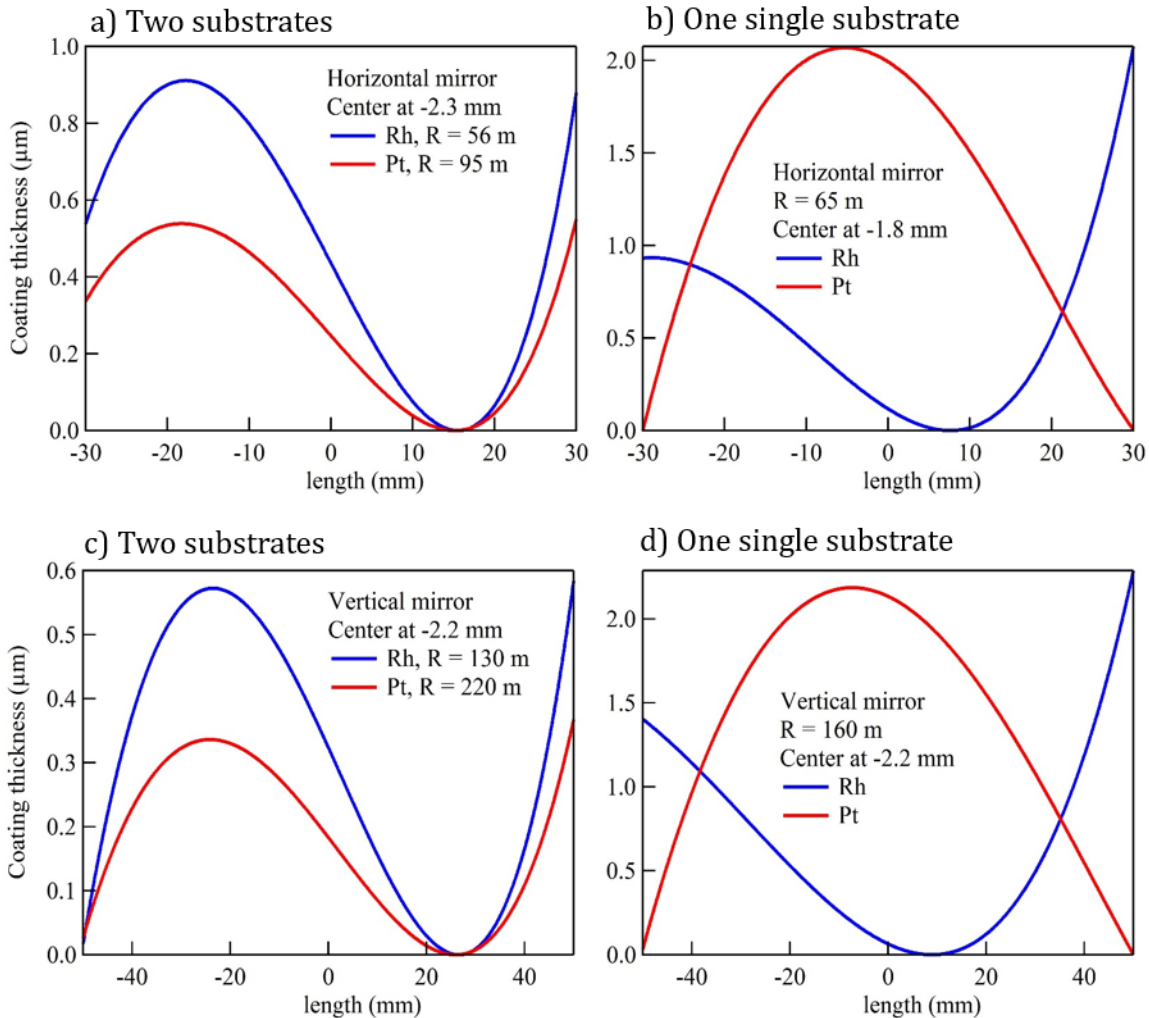 a) Two substrates
1.0
0.8
0.6
0.4
0.2
0.0
Coating thickness (μm)
Horizontal mirror
Center at -2.3 mm
Rh, R = 56 m
Pt, R = 95 m
-30
-20
-10
0
10
20
30
length (mm)
b) One single substrate
2.0
1.5
1.0
0.5
0.0
Horizontal mirror
R = 65 m
Center at -1.8 mm
Rh
Pt
-30
-20
-10
0
10
20
30
length (mm)
c) Two substrates
0.6
0.5
0.4
0.3
0.2
0.1
0.0
Coating thickness (μm)
Vertical mirror
Center at -2.2 mm
Rh, R = 130 m
Pt, R = 220 m
-40
-20
0
20
40
length (mm)
d) One single substrate
2.0
1.5
1.0
0.5
0.0
Vertical mirror
R = 160 m
Center at -2.2 mm
Rh
Pt
-40
-20
0
20
40
length (mm)